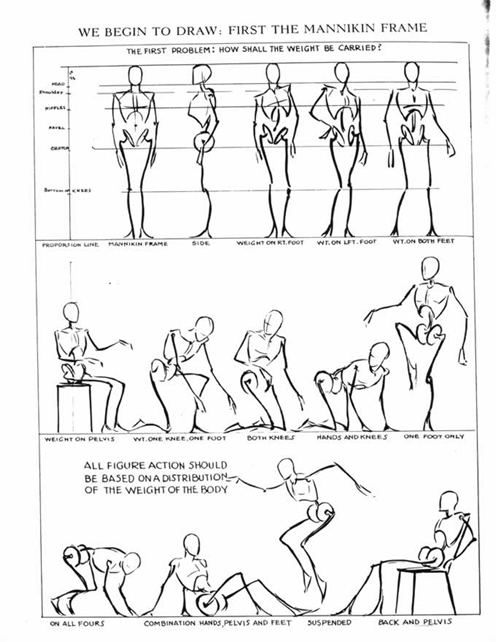 WE BEGIN TO DRAW: FIRST THE MANNIKIN FRAME
THE FIRST PROBLEM: HOW SHALL THE WEIGHT BE CARRIED?
HEAD
SHOULDERS
NIPPLES
NAVEL
CROTCH
BOTTOM OF KNEES
PROPORTION LINE MANNIKIN FRAME SIDE WEIGHT ON RT. FOOT WT. ON LFT. FOOT WT. ON BOTH FEET
WEIGHT ON PELVIS WT. ONE KNEE, ONE FOOT BOTH KNEES HANDS AND KNEES ONE FOOT ONLY
ALL FIGURE ACTION SHOULD
BE BASED ON A DISTRIBUTION
OF THE WEIGHT OF THE BODY
ON ALL FOURS COMBINATION HANDS, PELVIS AND FEET SUSPENDED BACK AND PELVIS